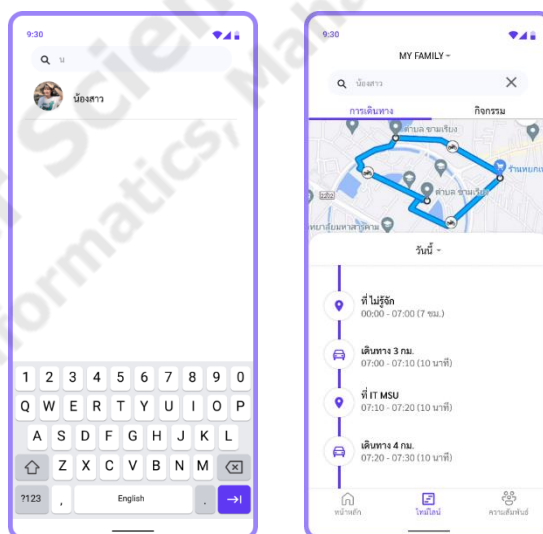 9:30
น
น้องสาว
1 2 3 4 5 6 7 8 9 0
Q W E R T Y U I O P
A S D F G H J K L
Z X C V B N M
?123 , English .
9:30
MY FAMILY
น้องสาว
การเดินทาง กิจกรรม
ตำบล ขามเรียง
ตำบล ขามเรียง
วันนี้
ที่ ไม่รู้จัก
00:00 - 07:00 (7 ชม.)
เดินทาง 3 กม.
07:00 - 07:10 (10 นาที)
ที่ IT MSU
07:10 - 07:20 (10 นาที)
เดินทาง 4 กม.
07:20 - 07:30 (10 นาที)
หน้าหลัก ไทม์ไลน์ ความสัมพันธ์